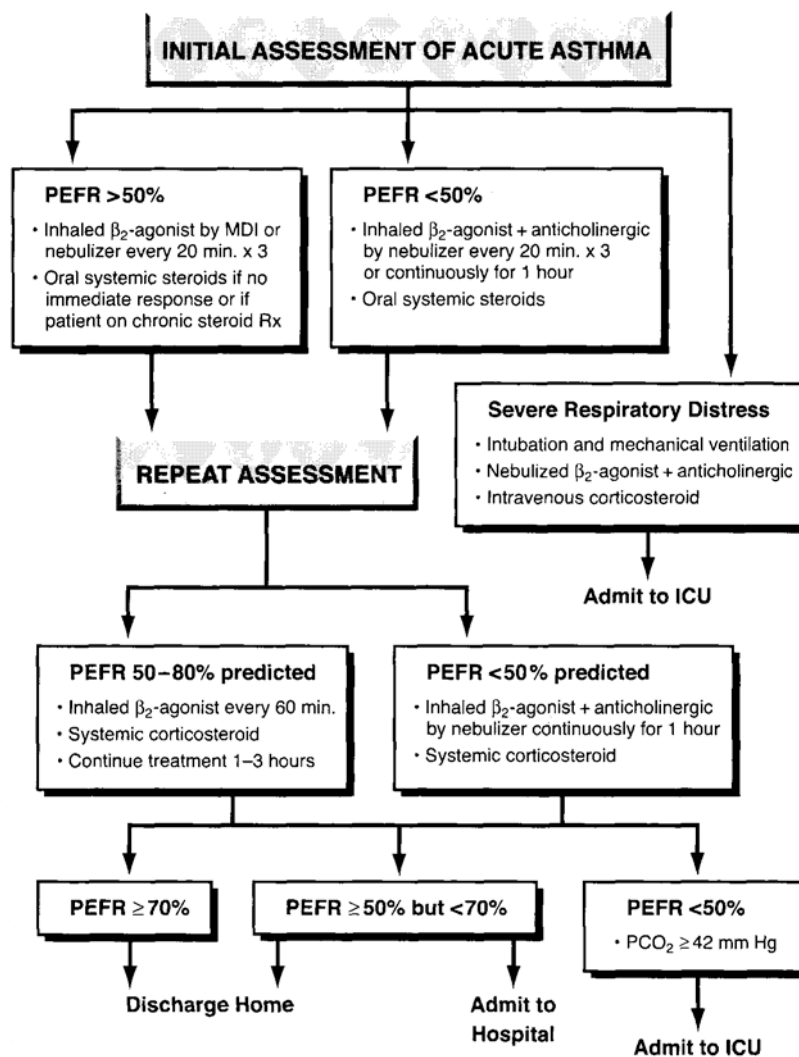 INITIAL ASSESSMENT OF ACUTE ASTHMA
PEFR >50%
• Inhaled β₂-agonist by MDI or
nebulizer every 20 min. x 3
• Oral systemic steroids if no
immediate response or if
patient on chronic steroid Rx
PEFR <50%
• Inhaled β₂-agonist + anticholinergic
by nebulizer every 20 min. x 3
or continuously for 1 hour
• Oral systemic steroids
Severe Respiratory Distress
• Intubation and mechanical ventilation
• Nebulized β₂-agonist + anticholinergic
• Intravenous corticosteroid
Admit to ICU
REPEAT ASSESSMENT
PEFR 50–80% predicted
• Inhaled β₂-agonist every 60 min.
• Systemic corticosteroid
• Continue treatment 1–3 hours
PEFR <50% predicted
• Inhaled β₂-agonist + anticholinergic
by nebulizer continuously for 1 hour
• Systemic corticosteroid
PEFR ≥70%
PEFR ≥50% but <70%
PEFR <50%
• PCO₂ ≥42 mm Hg
Discharge Home
Admit to
Hospital
Admit to ICU